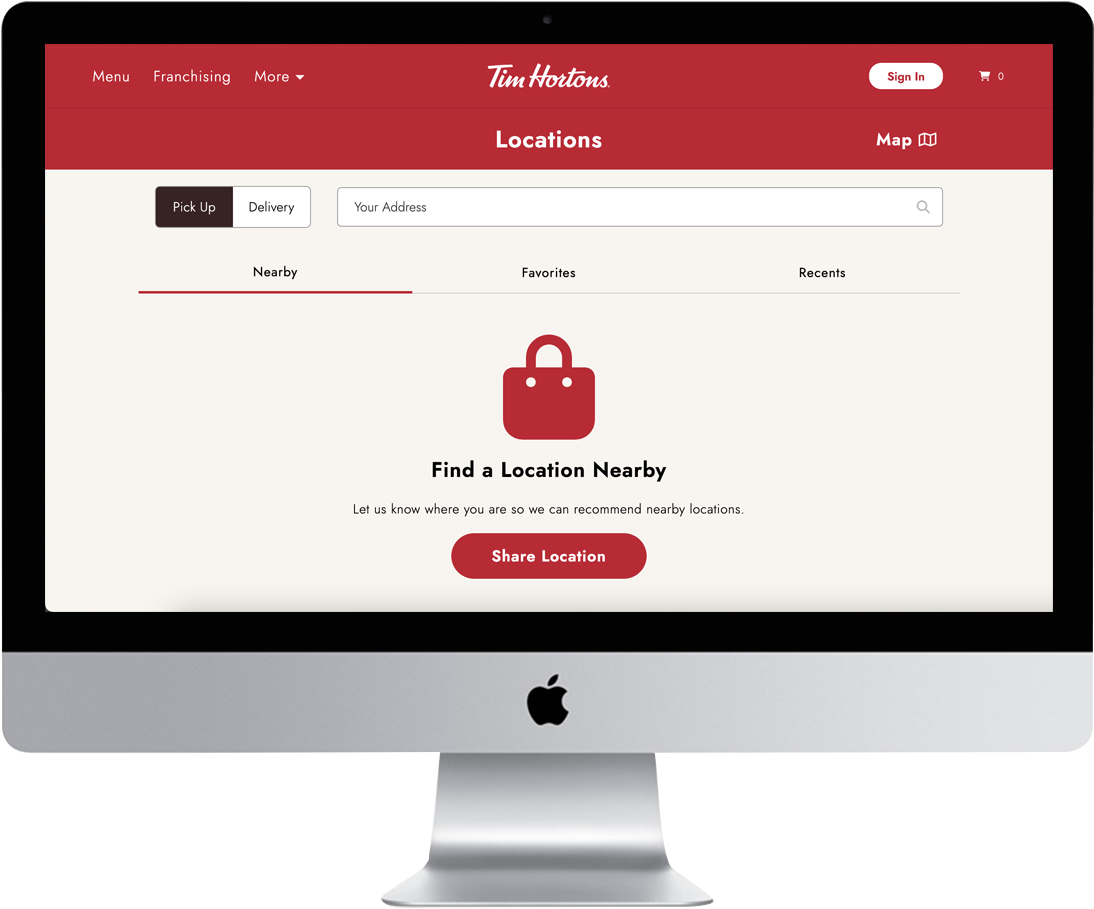 Menu Franchising More Tim Hortons. Sign In 0
Locations Map
Pick Up Delivery Your Address
Nearby Favorites Recents
Find a Location Nearby
Let us know where you are so we can recommend nearby locations.
Share Location